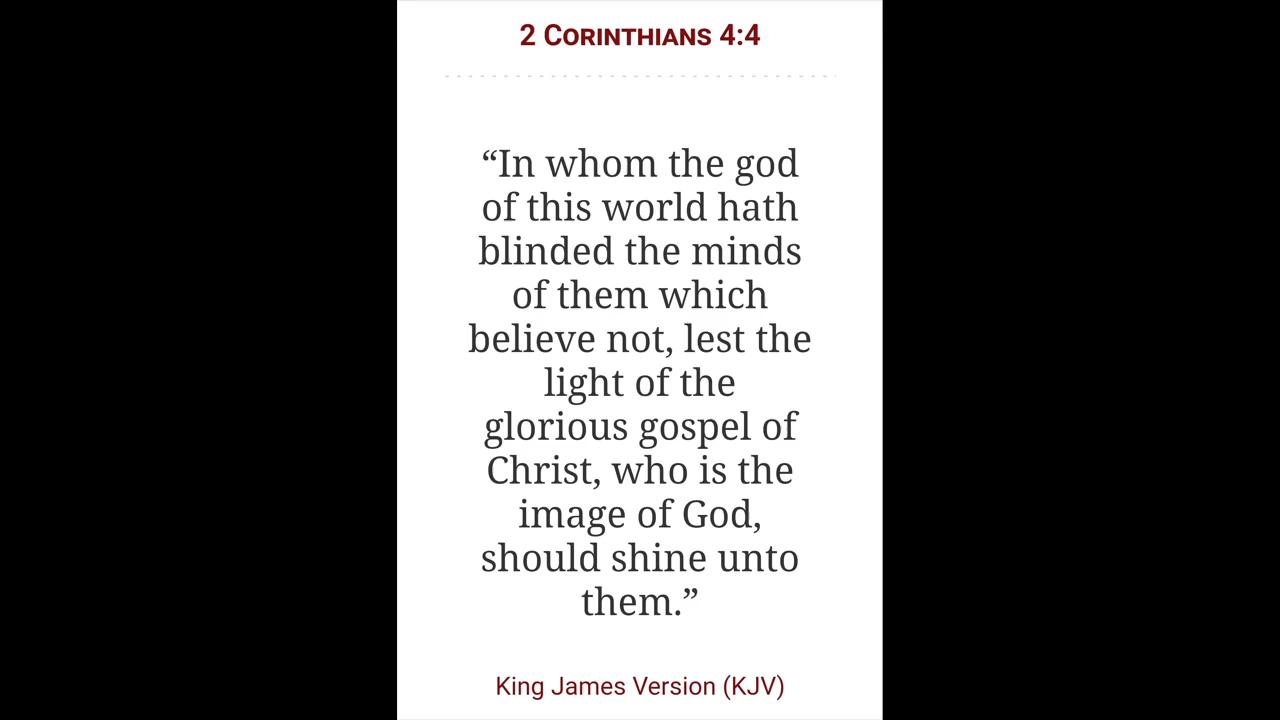 2 Corinthians 4:4
“In whom the god
of this world hath
blinded the minds
of them which
believe not, lest the
light of the
glorious gospel of
Christ, who is the
image of God,
should shine unto
them.”
King James Version (KJV)